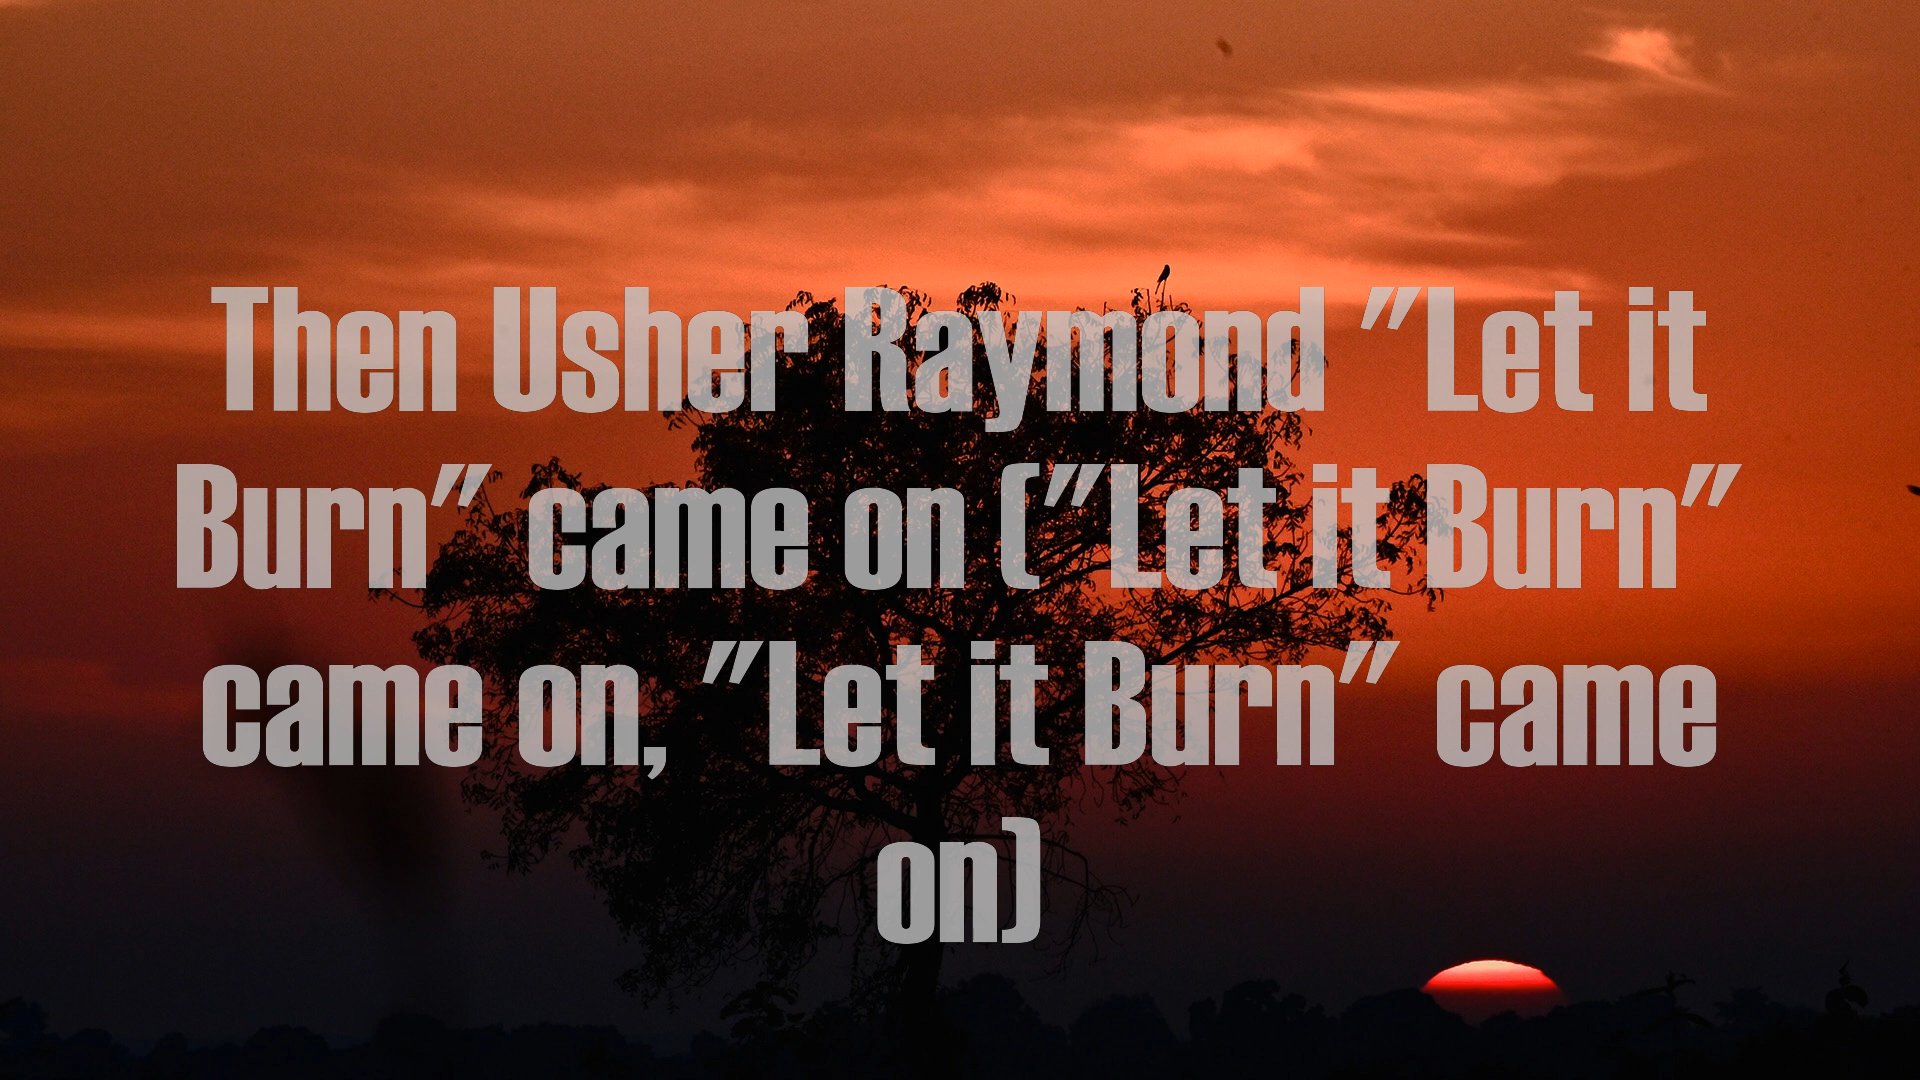 Then Usher Raymond "Let it
Burn" came on ("Let it Burn"
came on, "Let it Burn" came
on)